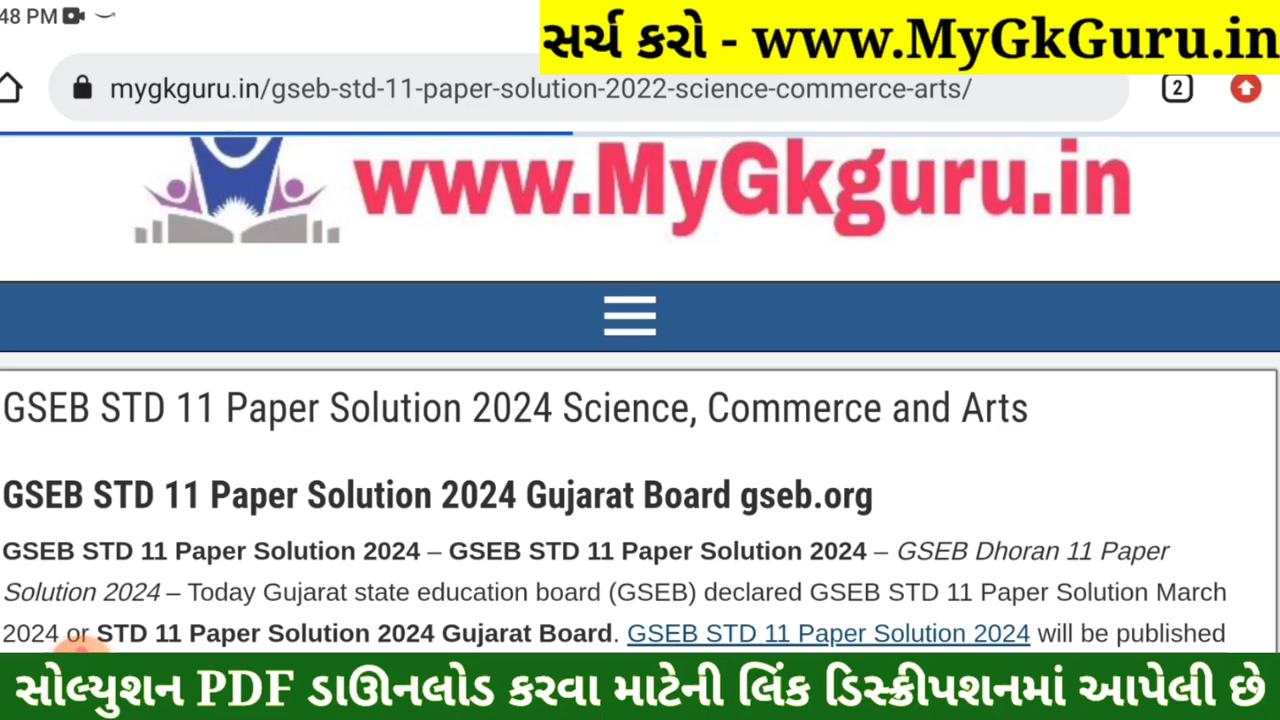 48 PM
સર્ચ કરો - www.MyGkGuru.in
mygkguru.in/gseb-std-11-paper-solution-2022-science-commerce-arts/
2
www.MyGkguru.in
GSEB STD 11 Paper Solution 2024 Science, Commerce and Arts
GSEB STD 11 Paper Solution 2024 Gujarat Board gseb.org
GSEB STD 11 Paper Solution 2024 – GSEB STD 11 Paper Solution 2024 – GSEB Dhoran 11 Paper
Solution 2024 – Today Gujarat state education board (GSEB) declared GSEB STD 11 Paper Solution March
2024 or STD 11 Paper Solution 2024 Gujarat Board. GSEB STD 11 Paper Solution 2024 will be published
સોલ્યુશન PDF ડાઊનલોડ કરવા માટેની લિંક ડિસ્ક્રીપશનમાં આપેલી છે